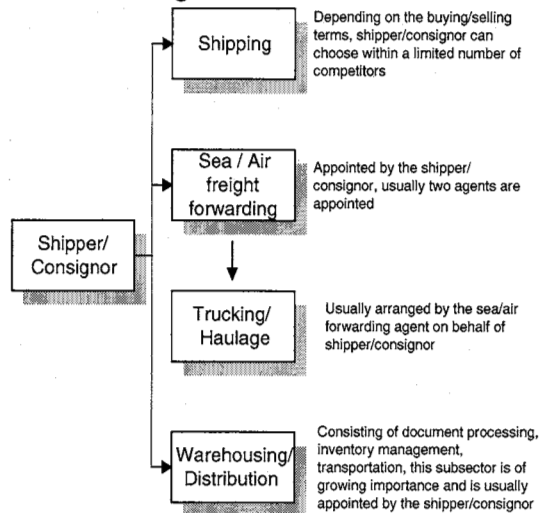 Shipping
Depending on the buying/selling
terms, shipper/consignor can
choose within a limited number of
competitors
Sea / Air
freight
forwarding
Appointed by the shipper/
consignor, usually two agents are
appointed
Shipper/
Consignor
Trucking/
Haulage
Usually arranged by the sea/air
forwarding agent on behalf of
shipper/consignor
Warehousing/
Distribution
Consisting of document processing,
inventory management,
transportation, this subsector is of
growing importance and is usually
appointed by the shipper/consignor